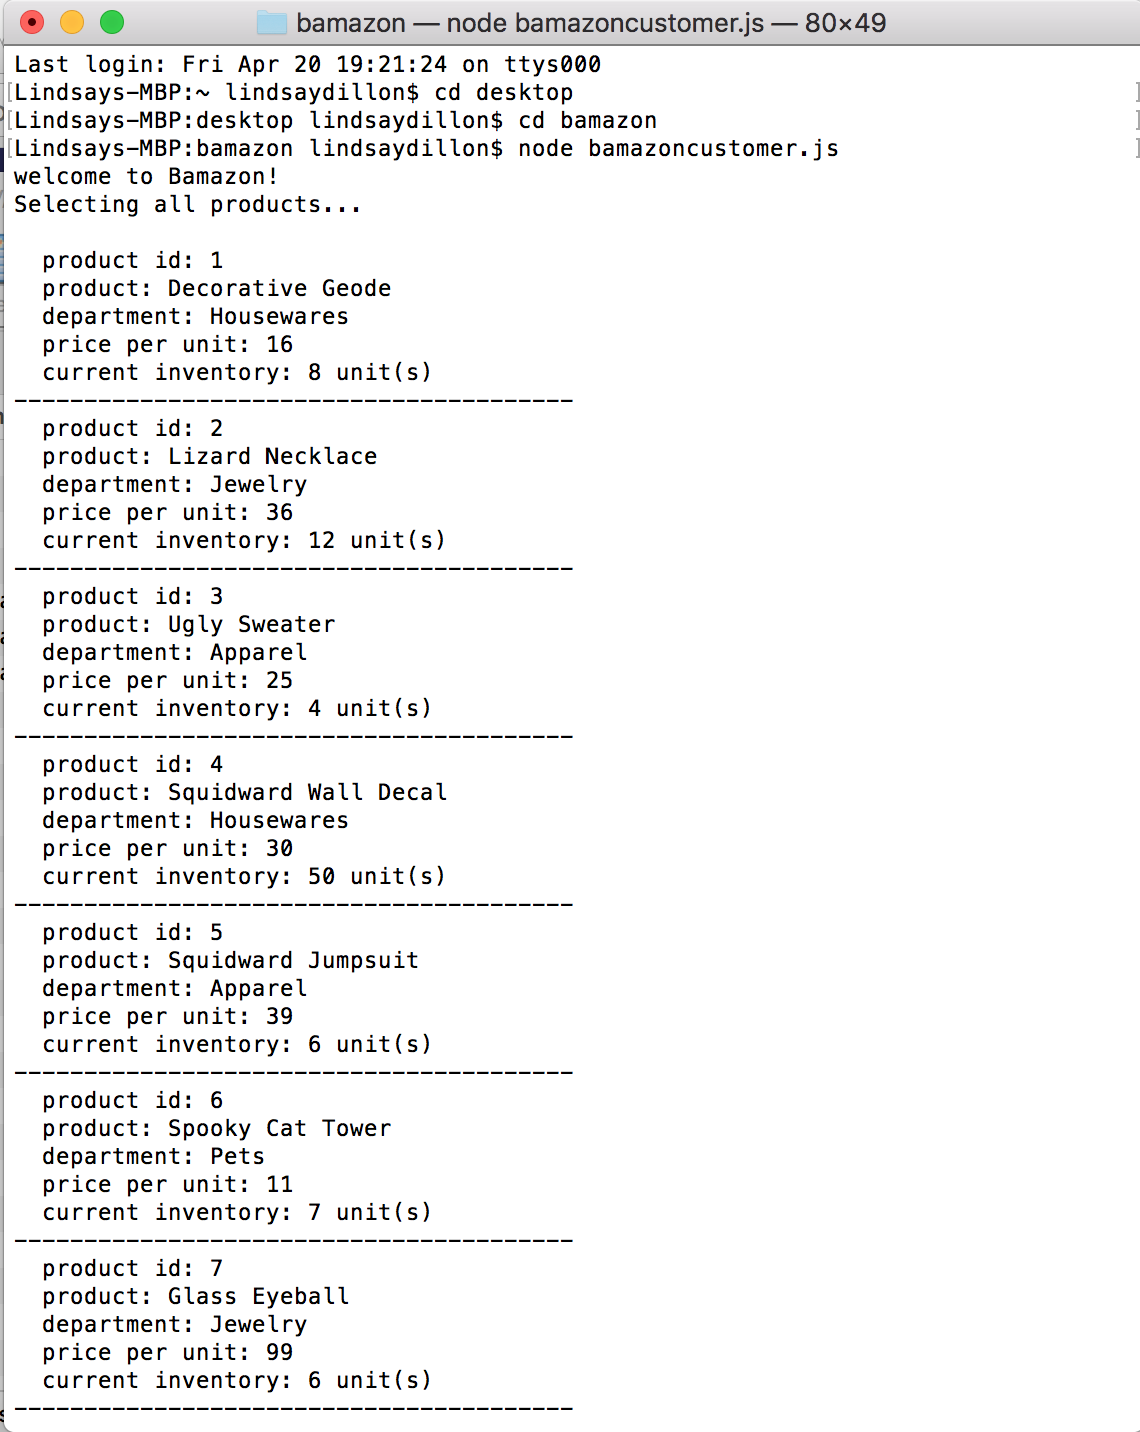 bamazon — node bamazoncustomer.js — 80×49
Last login: Fri Apr 20 19:21:24 on ttys000
[Lindsays-MBP:~ lindsaydillon$ cd desktop ]
[Lindsays-MBP:desktop lindsaydillon$ cd bamazon ]
[Lindsays-MBP:bamazon lindsaydillon$ node bamazoncustomer.js ]
welcome to Bamazon!
Selecting all products...
product id: 1
product: Decorative Geode
department: Housewares
price per unit: 16
current inventory: 8 unit(s)
----------------------------------------
product id: 2
product: Lizard Necklace
department: Jewelry
price per unit: 36
current inventory: 12 unit(s)
----------------------------------------
product id: 3
product: Ugly Sweater
department: Apparel
price per unit: 25
current inventory: 4 unit(s)
----------------------------------------
product id: 4
product: Squidward Wall Decal
department: Housewares
price per unit: 30
current inventory: 50 unit(s)
----------------------------------------
product id: 5
product: Squidward Jumpsuit
department: Apparel
price per unit: 39
current inventory: 6 unit(s)
----------------------------------------
product id: 6
product: Spooky Cat Tower
department: Pets
price per unit: 11
current inventory: 7 unit(s)
----------------------------------------
product id: 7
product: Glass Eyeball
department: Jewelry
price per unit: 99
current inventory: 6 unit(s)
----------------------------------------